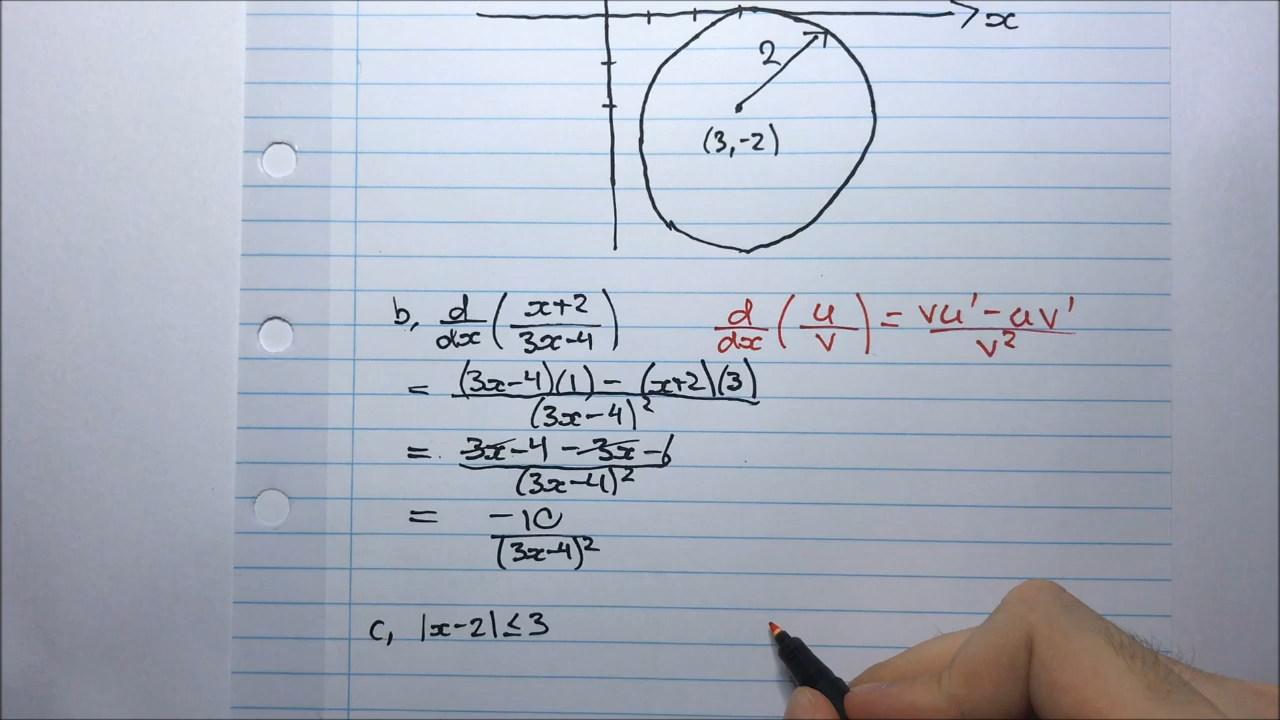 x
2
(3,-2)
b, d/dx ( (x+2)/(3x-4) )
d/dx ( u/v ) = (vu' - uv')/v²
= ((3x-4)(1) - (x+2)(3))/(3x-4)²
= (3x-4-3x-6)/(3x-4)²
= -10/(3x-4)²
c, |x-2| ≤ 3